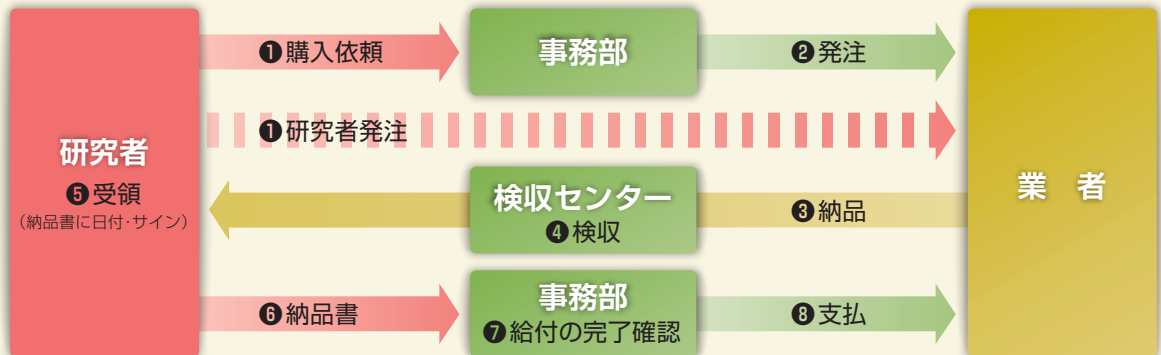 ❶購入依頼
事務部
❷発注
❶研究者発注
研究者
❺受領
（納品書に日付・サイン）
検収センター
❹検収
❸納品
業　者
❻納品書
事務部
❼給付の完了確認
❽支払